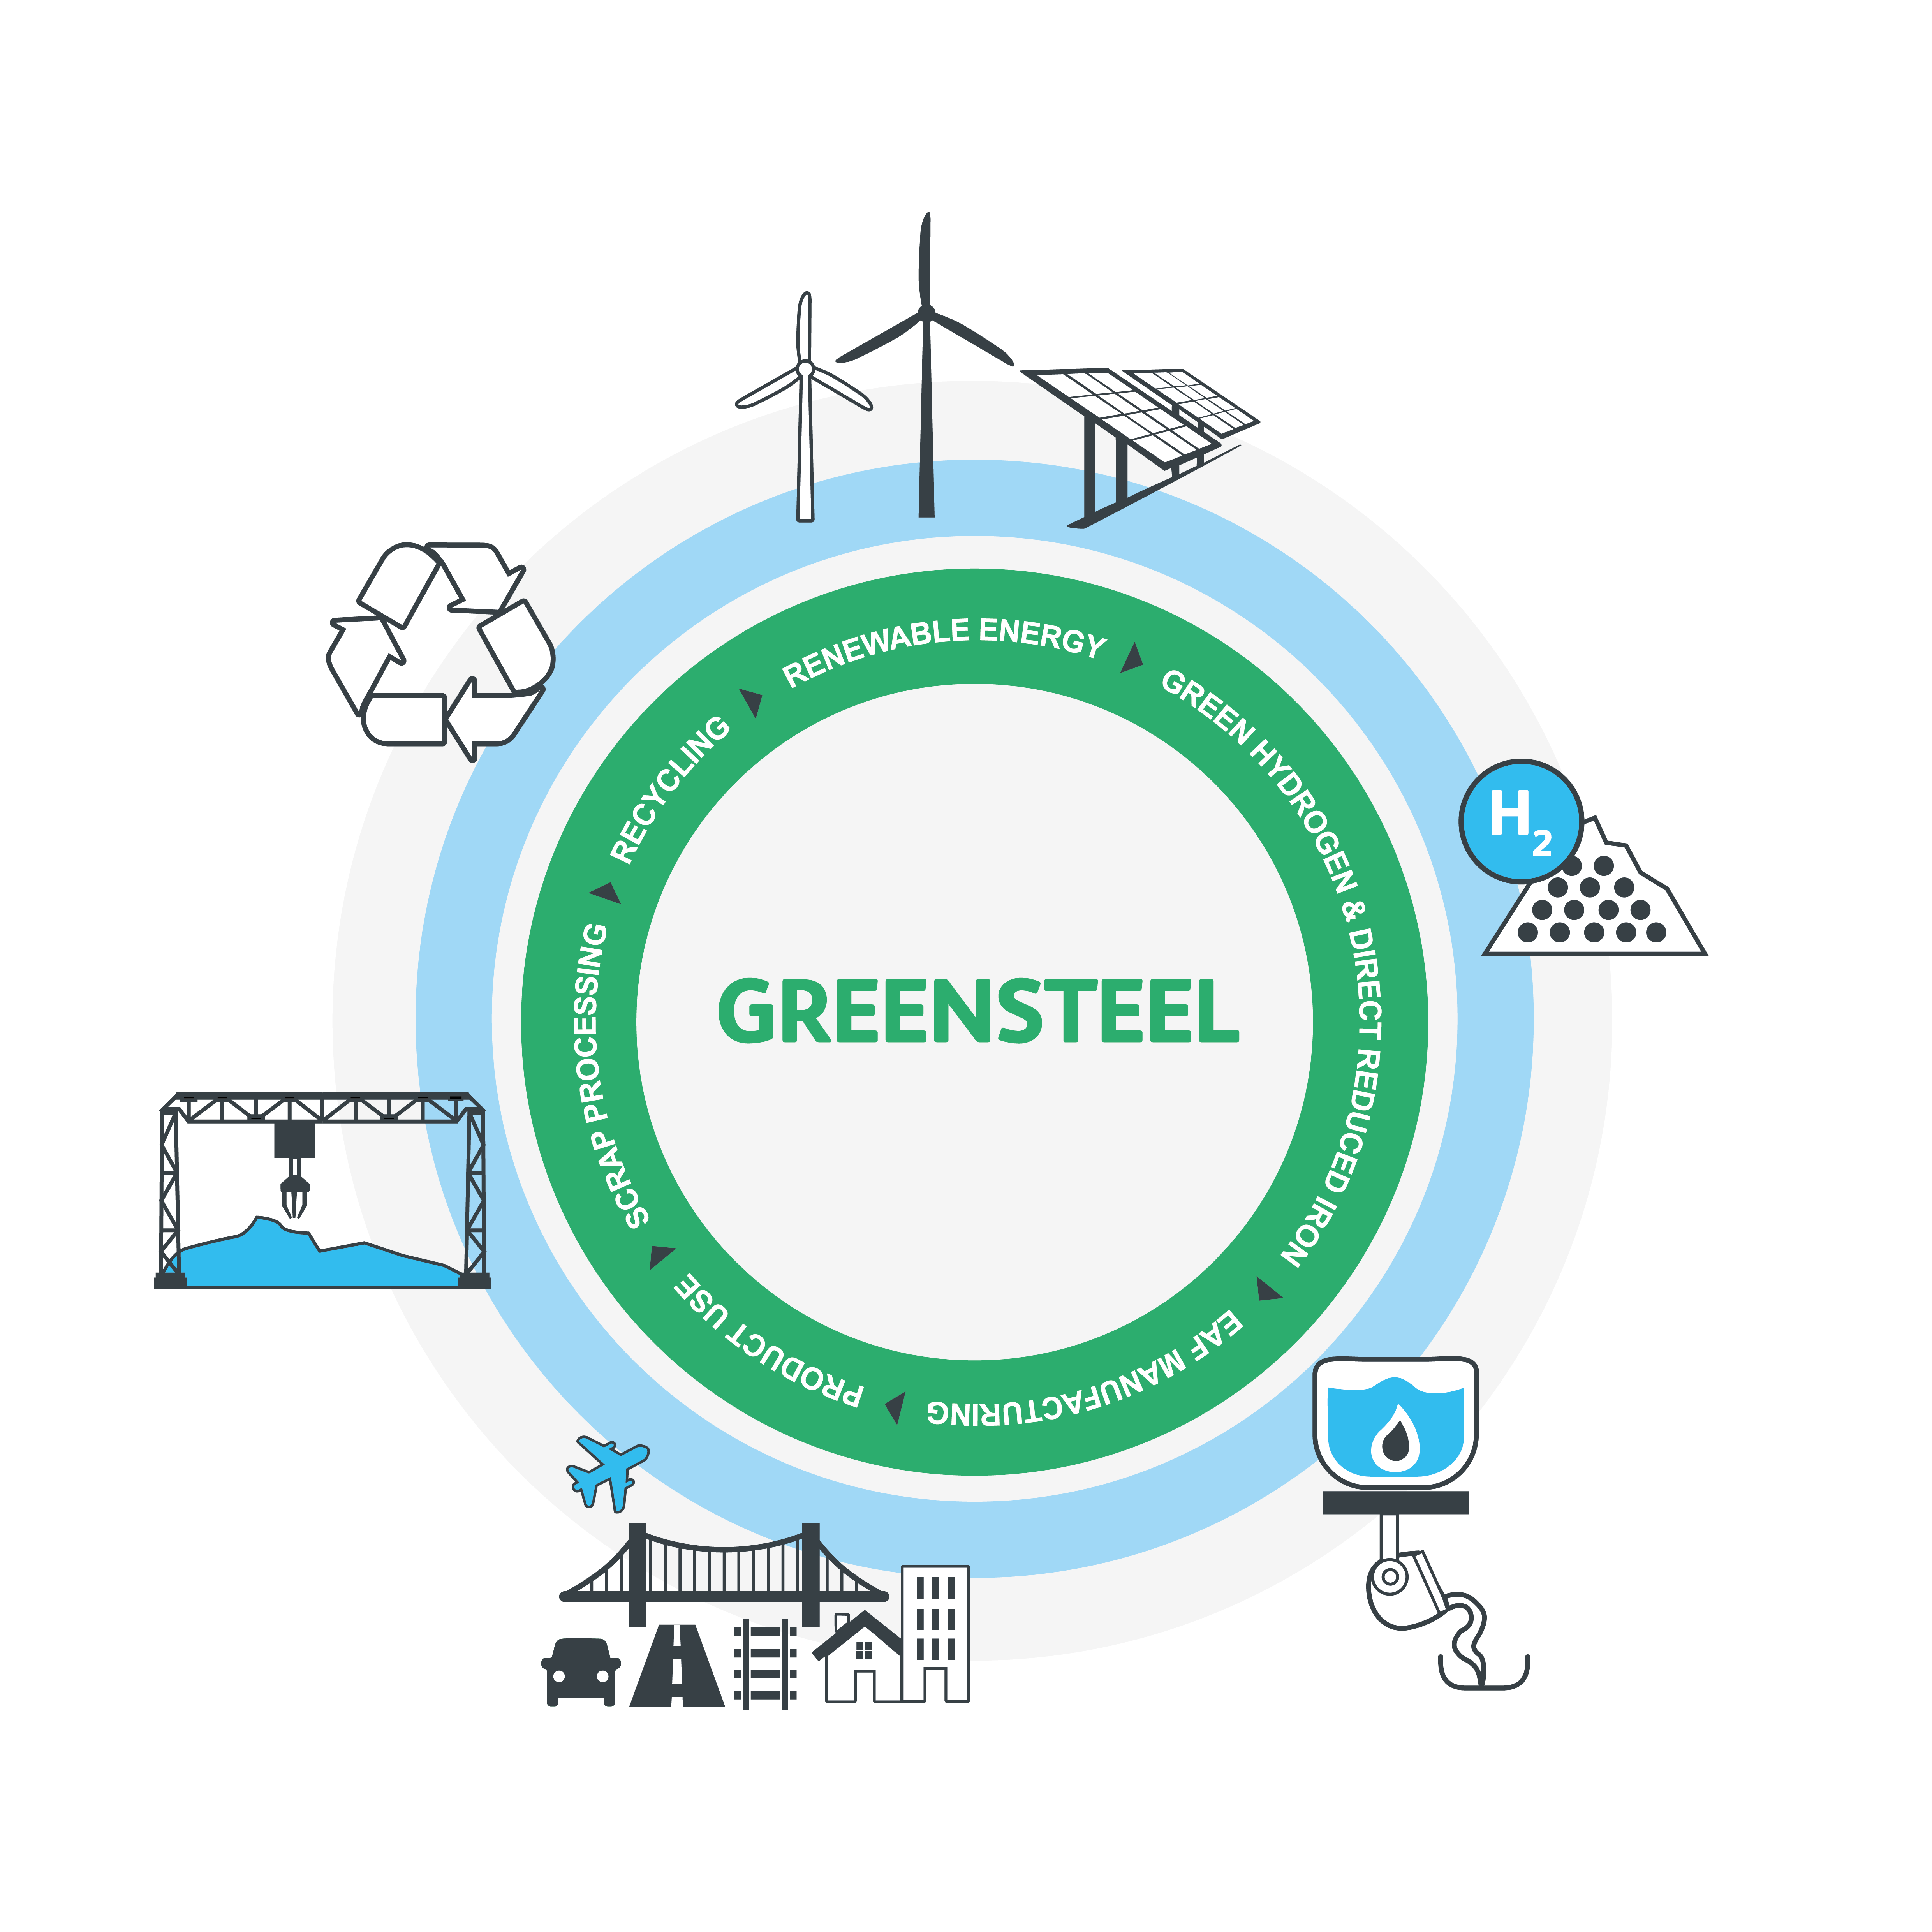 RENEWABLE ENERGY
GREEN HYDROGEN & DIRECT REDUCED IRON
EAF MANUFACTURING
PRODUCT USE
SCRAP PROCESSING
RECYCLING
GREENSTEEL
H2